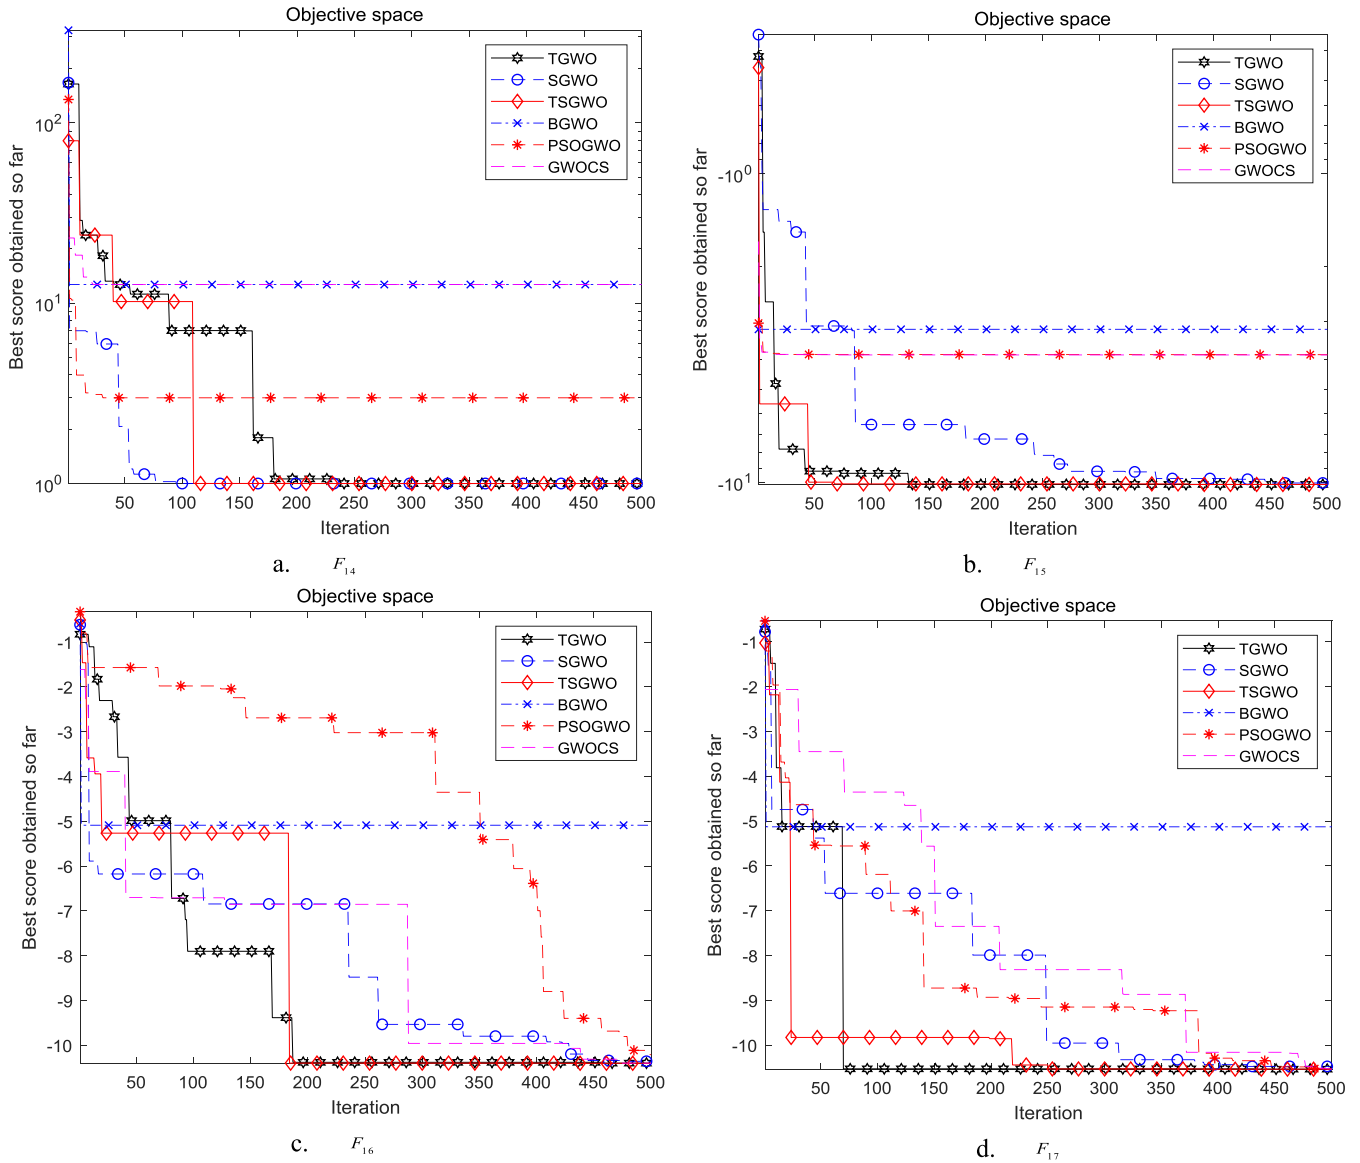 Objective space
Best score obtained so far
10^2
10^1
10^0
50 100 150 200 250 300 350 400 450 500
Iteration
TGWO
SGWO
TSGWO
BGWO
PSOGWO
GWOCS
a. F_14
Objective space
Best score obtained so far
-10^0
-10^1
50 100 150 200 250 300 350 400 450 500
Iteration
TGWO
SGWO
TSGWO
BGWO
PSOGWO
GWOCS
b. F_15
Objective space
Best score obtained so far
-1
-2
-3
-4
-5
-6
-7
-8
-9
-10
50 100 150 200 250 300 350 400 450 500
Iteration
TGWO
SGWO
TSGWO
BGWO
PSOGWO
GWOCS
c. F_16
Objective space
Best score obtained so far
-1
-2
-3
-4
-5
-6
-7
-8
-9
-10
50 100 150 200 250 300 350 400 450 500
Iteration
TGWO
SGWO
TSGWO
BGWO
PSOGWO
GWOCS
d. F_17